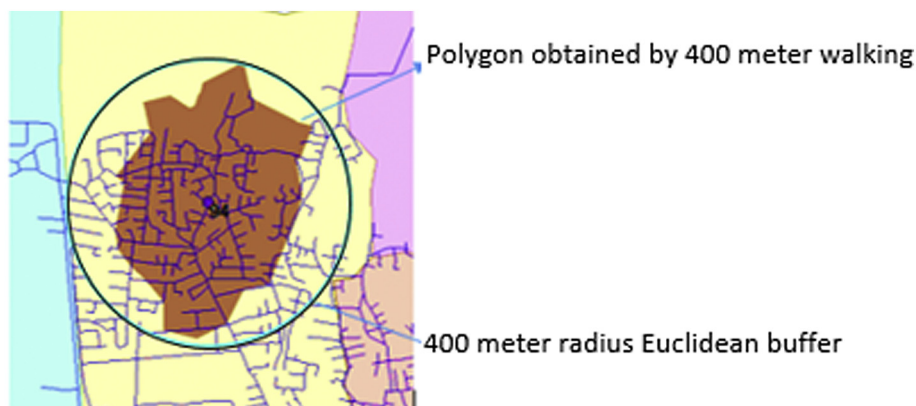 Polygon obtained by 400 meter walking
400 meter radius Euclidean buffer